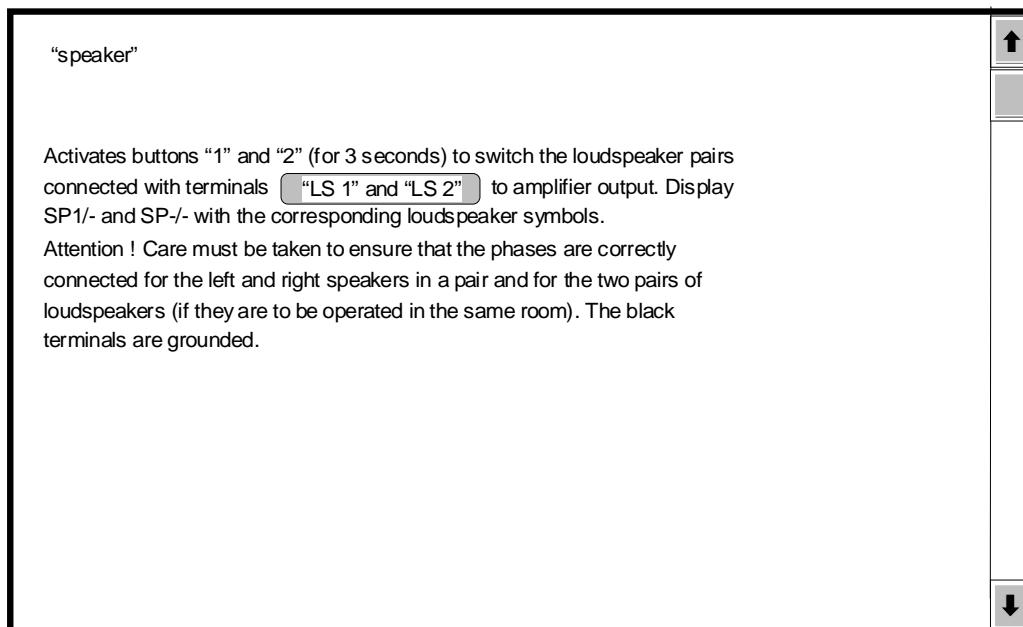 “speaker”
Activates buttons “1” and “2” (for 3 seconds) to switch the loudspeaker pairs
connected with terminals “LS 1” and “LS 2” to amplifier output. Display
SP1/- and SP-/- with the corresponding loudspeaker symbols.
Attention ! Care must be taken to ensure that the phases are correctly
connected for the left and right speakers in a pair and for the two pairs of
loudspeakers (if they are to be operated in the same room). The black
terminals are grounded.